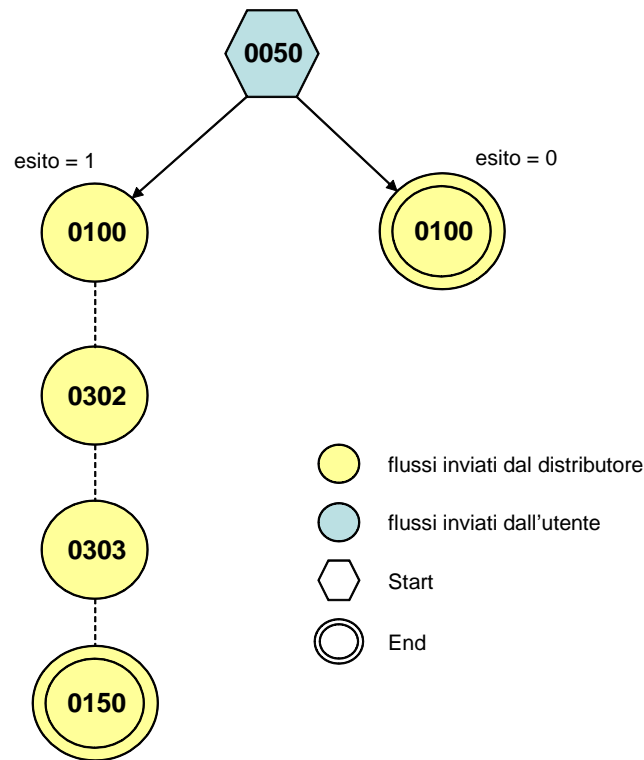 0050
esito = 1
esito = 0
0100
0100
0302
0303
0150
flussi inviati dal distributore
flussi inviati dall'utente
Start
End